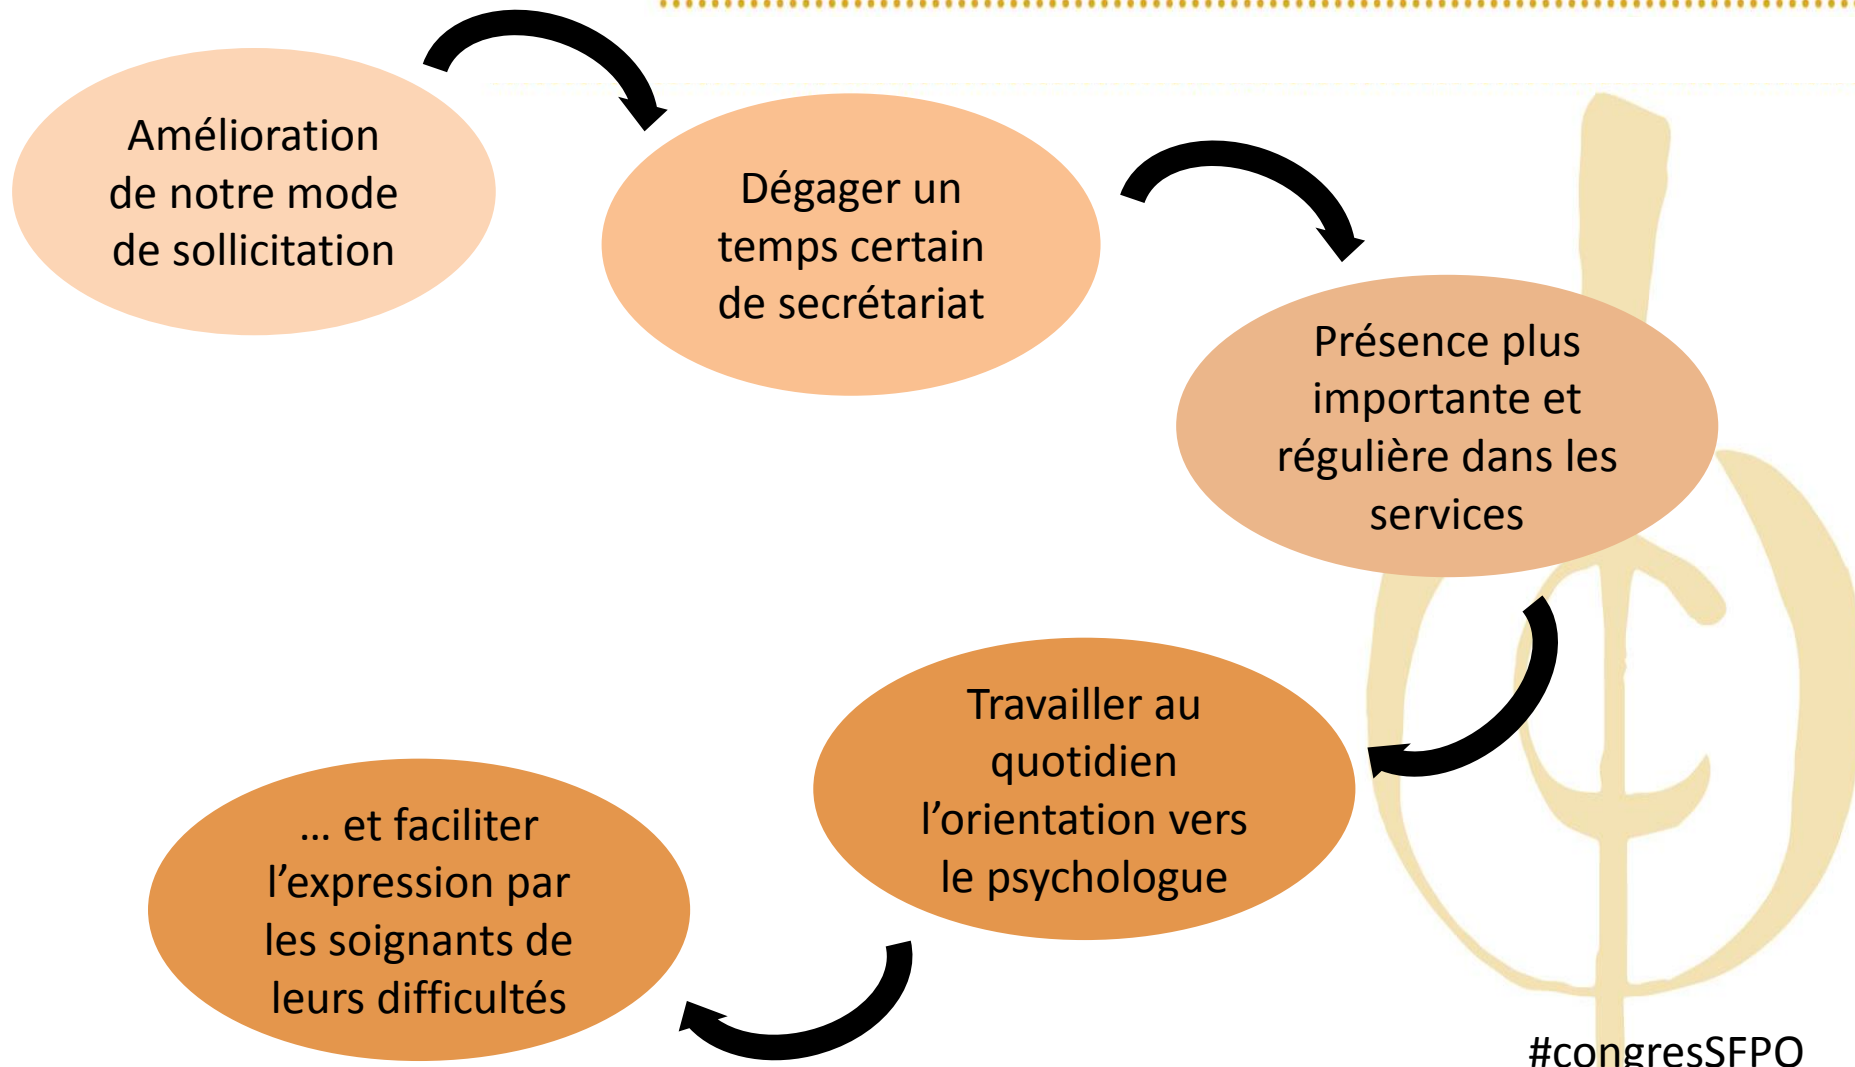 Amélioration
de notre mode
de sollicitation
Dégager un
temps certain
de secrétariat
Présence plus
importante et
régulière dans les
services
Travailler au
quotidien
l’orientation vers
le psychologue
… et faciliter
l’expression par
les soignants de
leurs difficultés
#congresSFPO